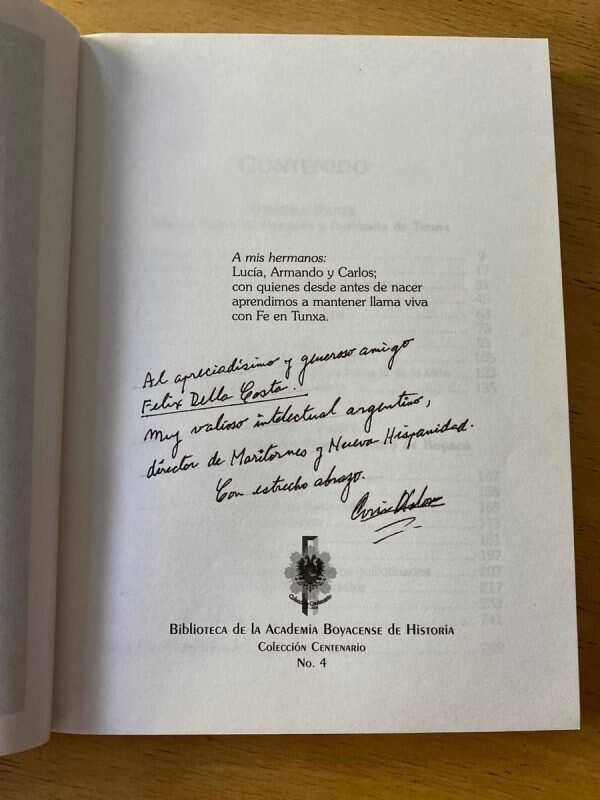 A mis hermanos:
Lucía, Armando y Carlos;
con quienes desde antes de nacer
aprendimos a mantener llama viva
con Fe en Tunxa.
Al apreciadísimo y generoso amigo
Felix Della Costa.
Muy valioso intelectual argentino,
director de Maritornes y Nueva Hispanidad.
Con estrecho abrazo.
Biblioteca de la Academia Boyacense de Historia
Colección Centenario
No. 4